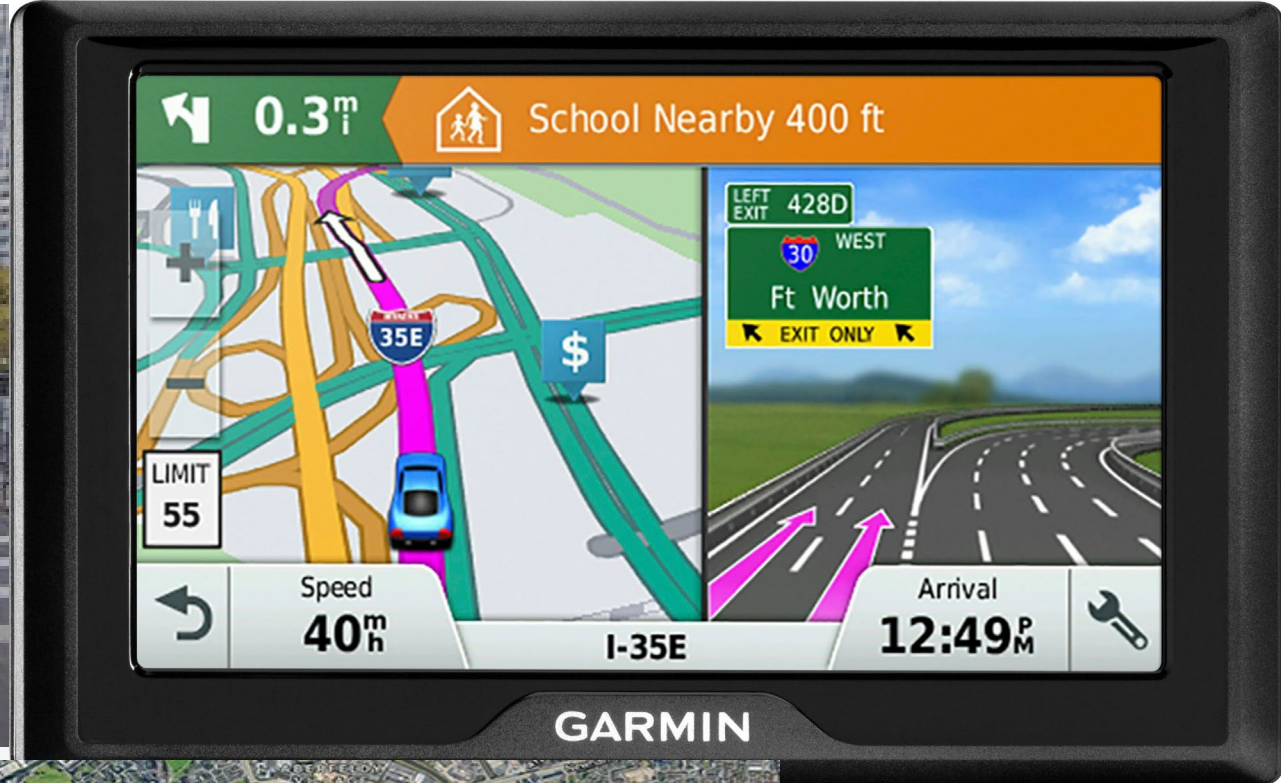 0.3 mi
School Nearby 400 ft
LEFT EXIT 428D
30 WEST
Ft Worth
EXIT ONLY
35E
$
LIMIT
55
Speed
40 mh
I-35E
Arrival
12:49 PM
GARMIN